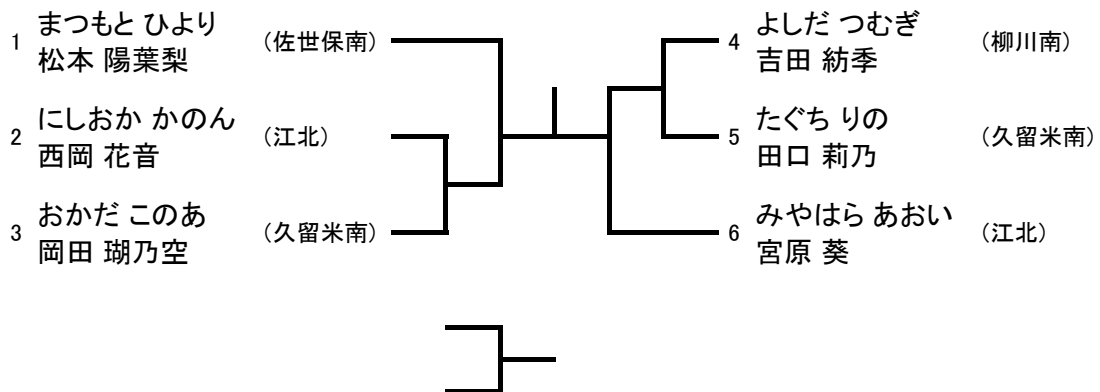 1 まつもと ひより (佐世保南)
松本 陽葉梨
2 にしおか かのん (江北)
西岡 花音
3 おかだ このあ (久留米南)
岡田 瑚乃空
4 よしだ つむぎ (柳川南)
吉田 紡季
5 たぐち りの (久留米南)
田口 莉乃
6 みやはら あおい (江北)
宮原 葵